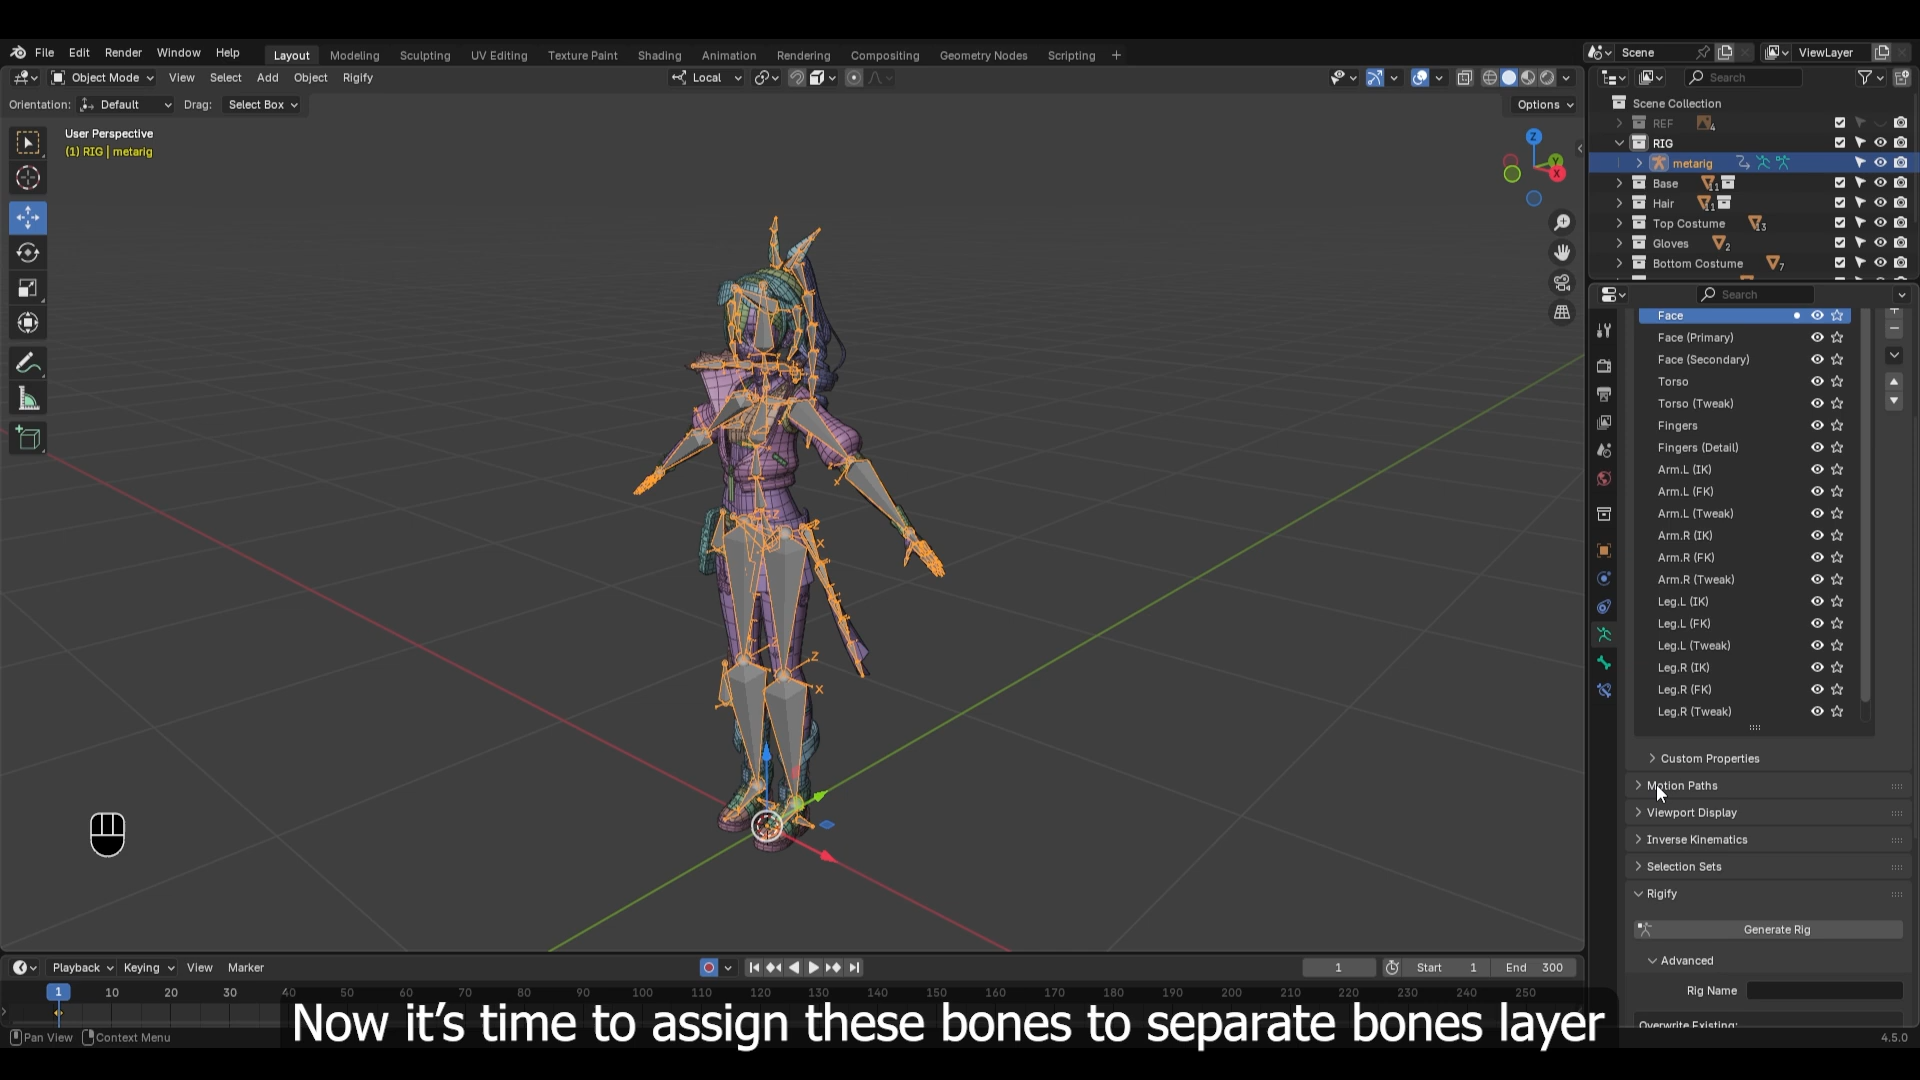 File Edit Render Window Help Layout Modeling Sculpting UV Editing Texture Paint Shading Animation Rendering Compositing Geometry Nodes Scripting + Scene ViewLayer
Object Mode View Select Add Object Rigify Local Search
Orientation: Default Drag: Select Box Options
User Perspective
(1) RIG | metarig
Z
Y
X
Scene Collection
REF 4
RIG
metarig
Base 11
Hair 11
Top Costume 13
Gloves 2
Bottom Costume 7
Search
Face
Face (Primary)
Face (Secondary)
Torso
Torso (Tweak)
Fingers
Fingers (Detail)
Arm.L (IK)
Arm.L (FK)
Arm.L (Tweak)
Arm.R (IK)
Arm.R (FK)
Arm.R (Tweak)
Leg.L (IK)
Leg.L (FK)
Leg.L (Tweak)
Leg.R (IK)
Leg.R (FK)
Leg.R (Tweak)
Custom Properties
Motion Paths
Viewport Display
Inverse Kinematics
Selection Sets
Rigify
Generate Rig
Advanced
Rig Name
Overwrite Existing:
Playback Keying View Marker 1 Start 1 End 300
1 10 20 30 40 50 60 70 80 90 100 110 120 130 140 150 160 170 180 190 200 210 220 230 240 250
Now it's time to assign these bones to separate bones layer
Pan View Context Menu 4.5.0